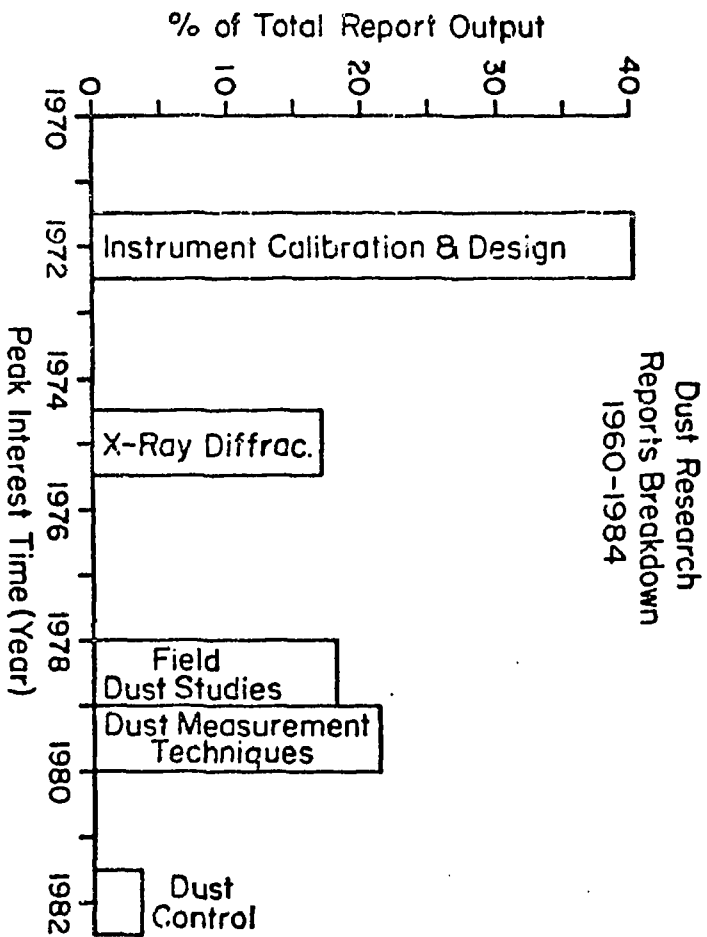 % of Total Report Output
0
10
20
30
40
1970
1972
1974
1976
1978
1980
1982
Peak Interest Time (Year)
Instrument Calibration & Design
X-Ray Diffrac.
Field
Dust Studies
Dust Measurement
Techniques
Dust
Control
Dust Research
Reports Breakdown
1960-1984